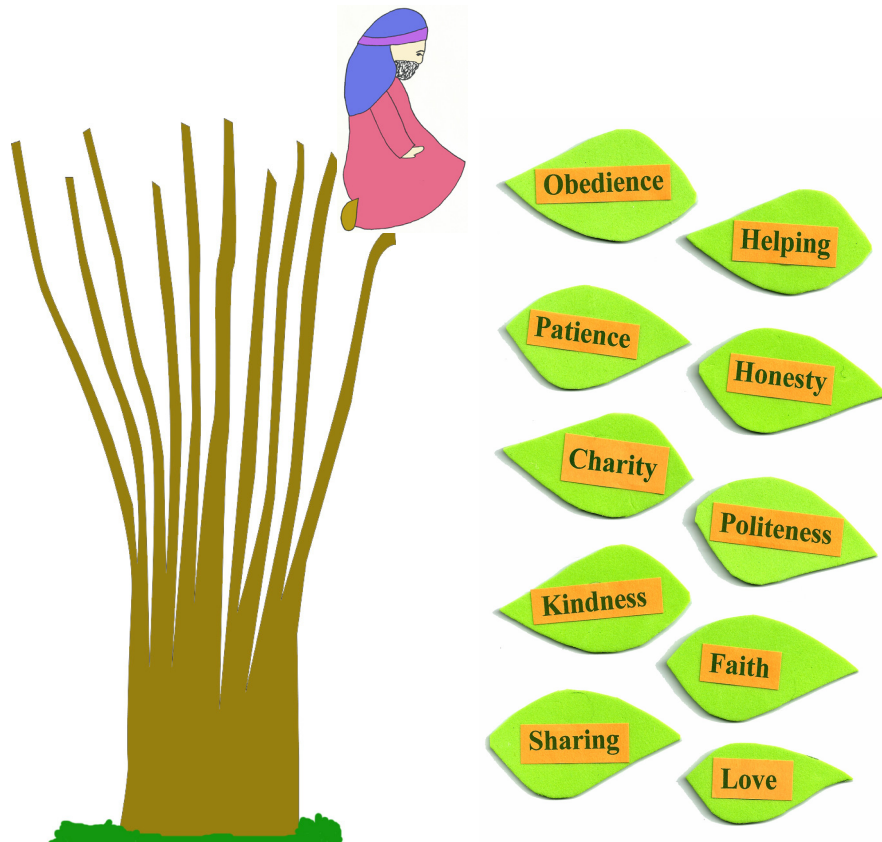 Obedience
Helping
Patience
Honesty
Charity
Politeness
Kindness
Faith
Sharing
Love